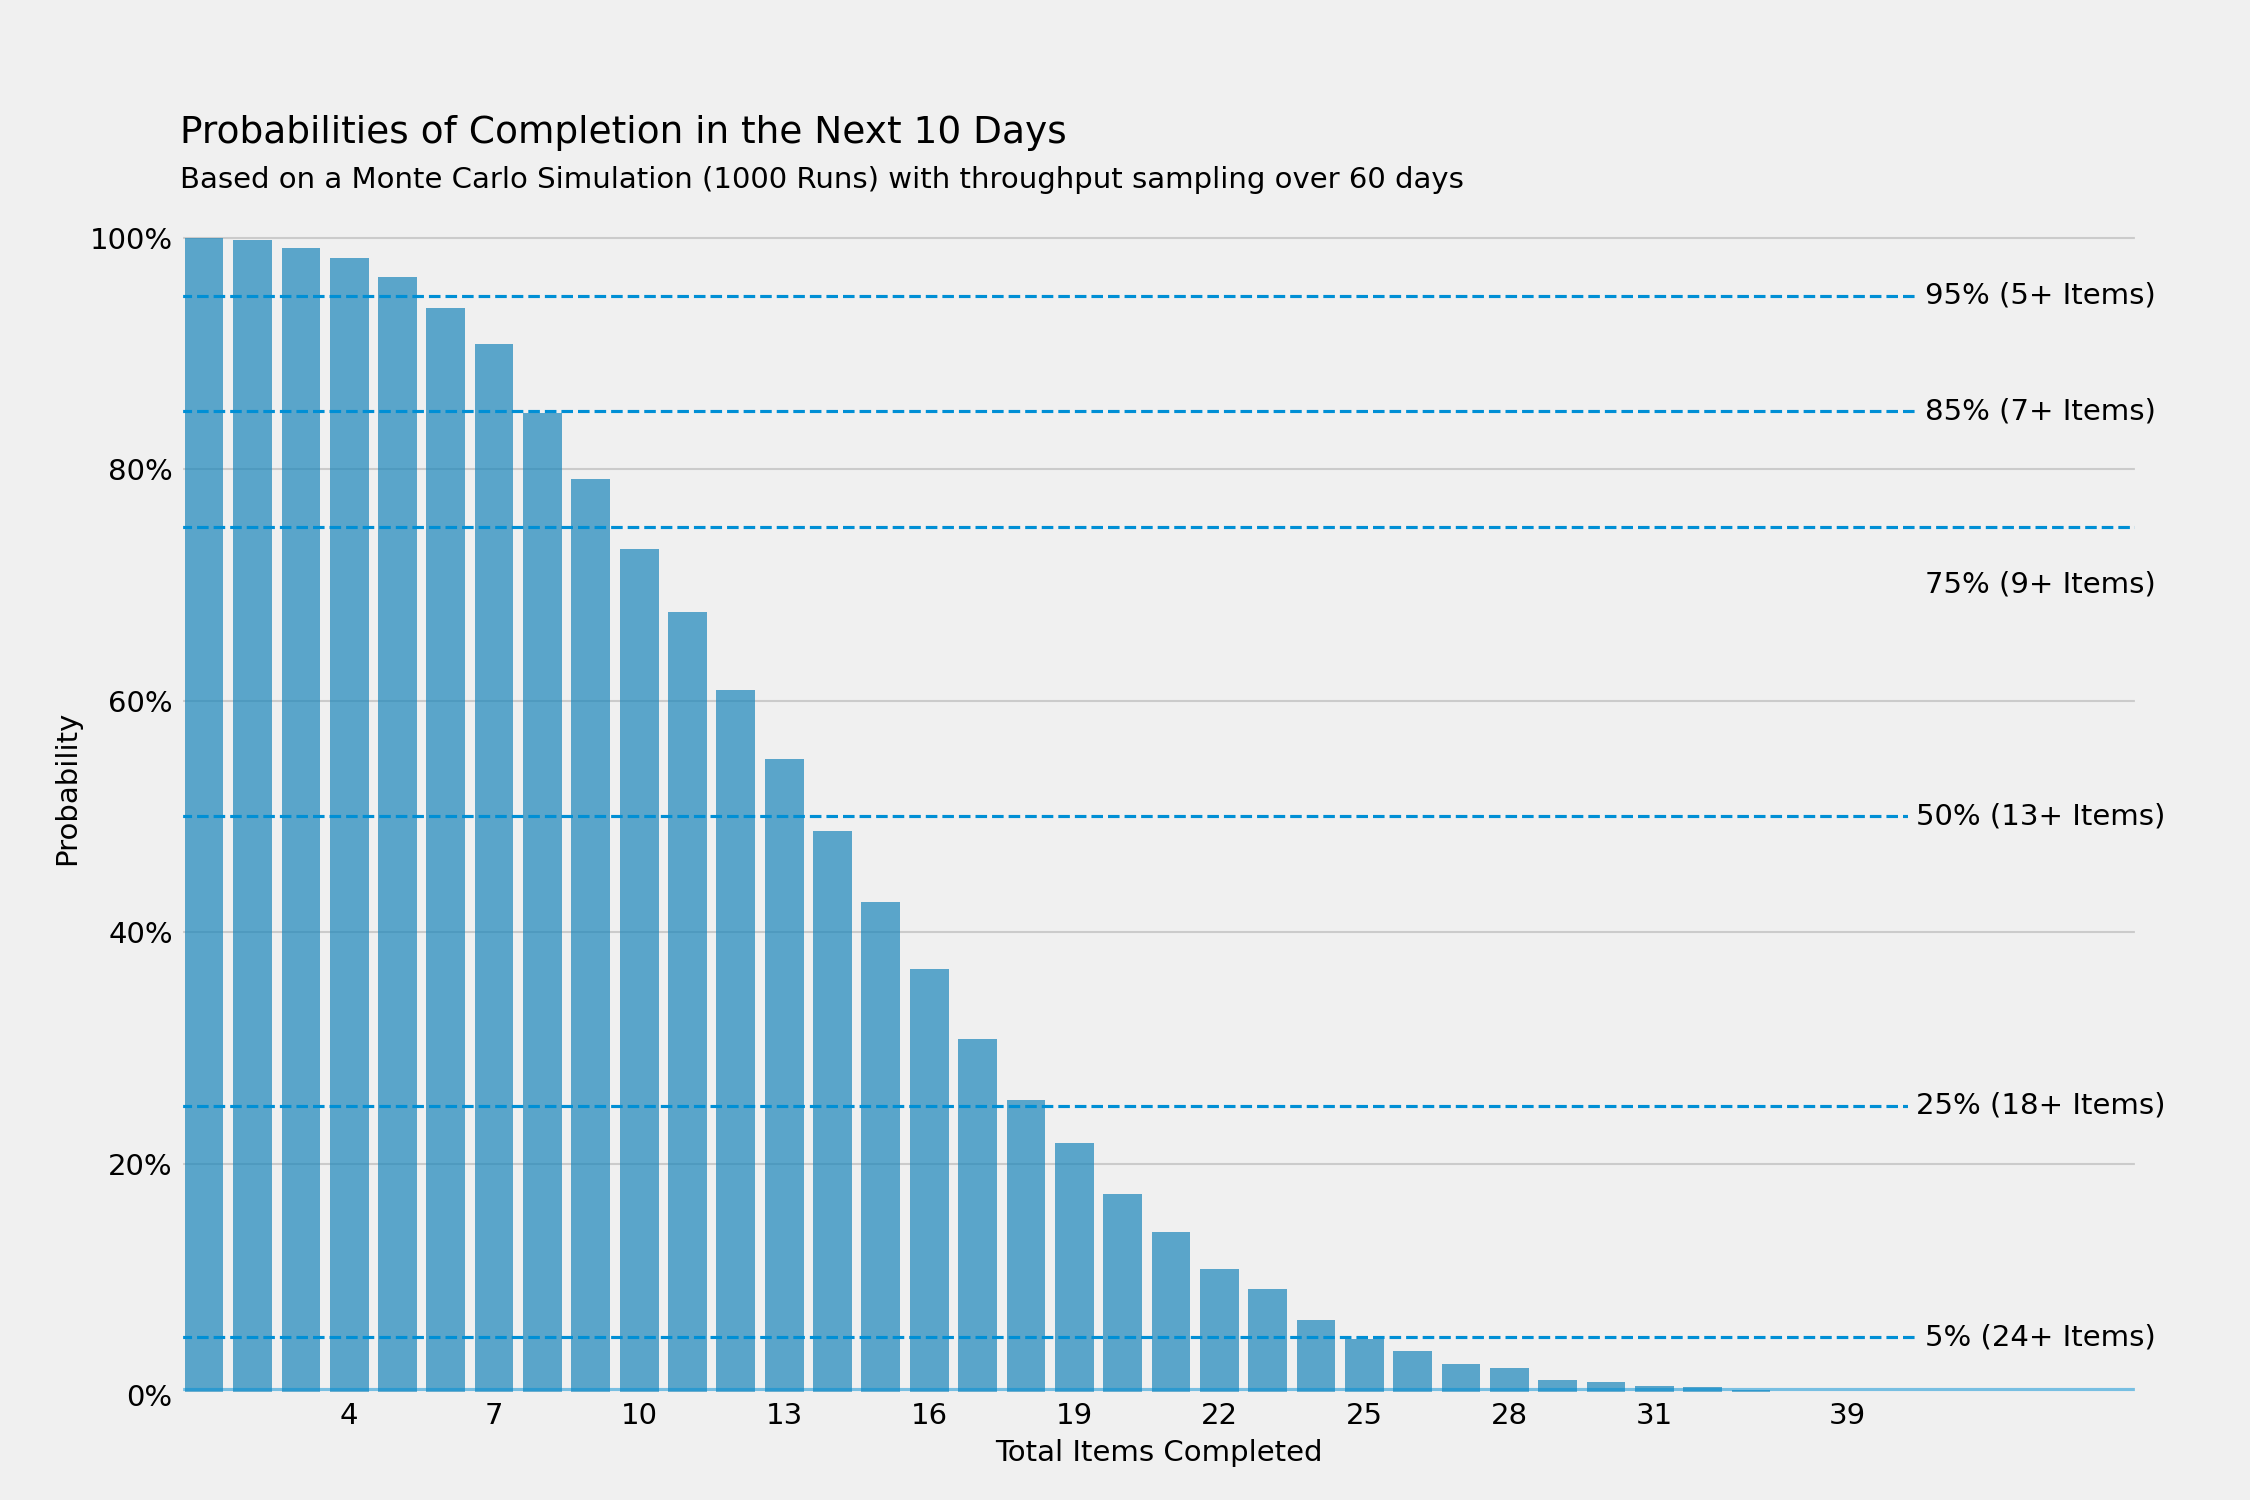 Probabilities of Completion in the Next 10 Days
Based on a Monte Carlo Simulation (1000 Runs) with throughput sampling over 60 days
100%
95% (5+ Items)
85% (7+ Items)
80%
75% (9+ Items)
60%
Probability
50% (13+ Items)
40%
25% (18+ Items)
20%
5% (24+ Items)
0%
4 7 10 13 16 19 22 25 28 31 39
Total Items Completed